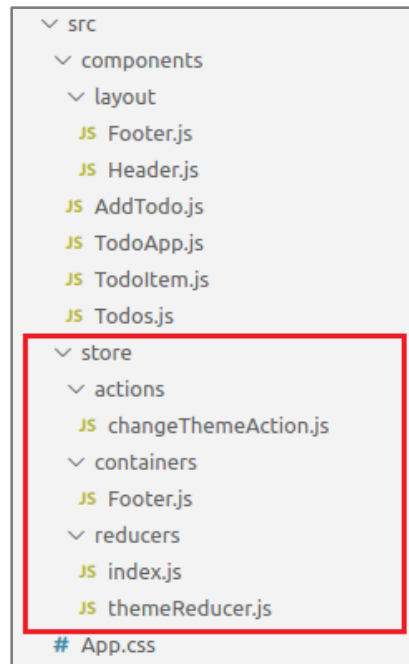 src
components
layout
JS Footer.js
JS Header.js
JS AddTodo.js
JS TodoApp.js
JS TodoItem.js
JS Todos.js
store
actions
JS changeThemeAction.js
containers
JS Footer.js
reducers
JS index.js
JS themeReducer.js
# App.css